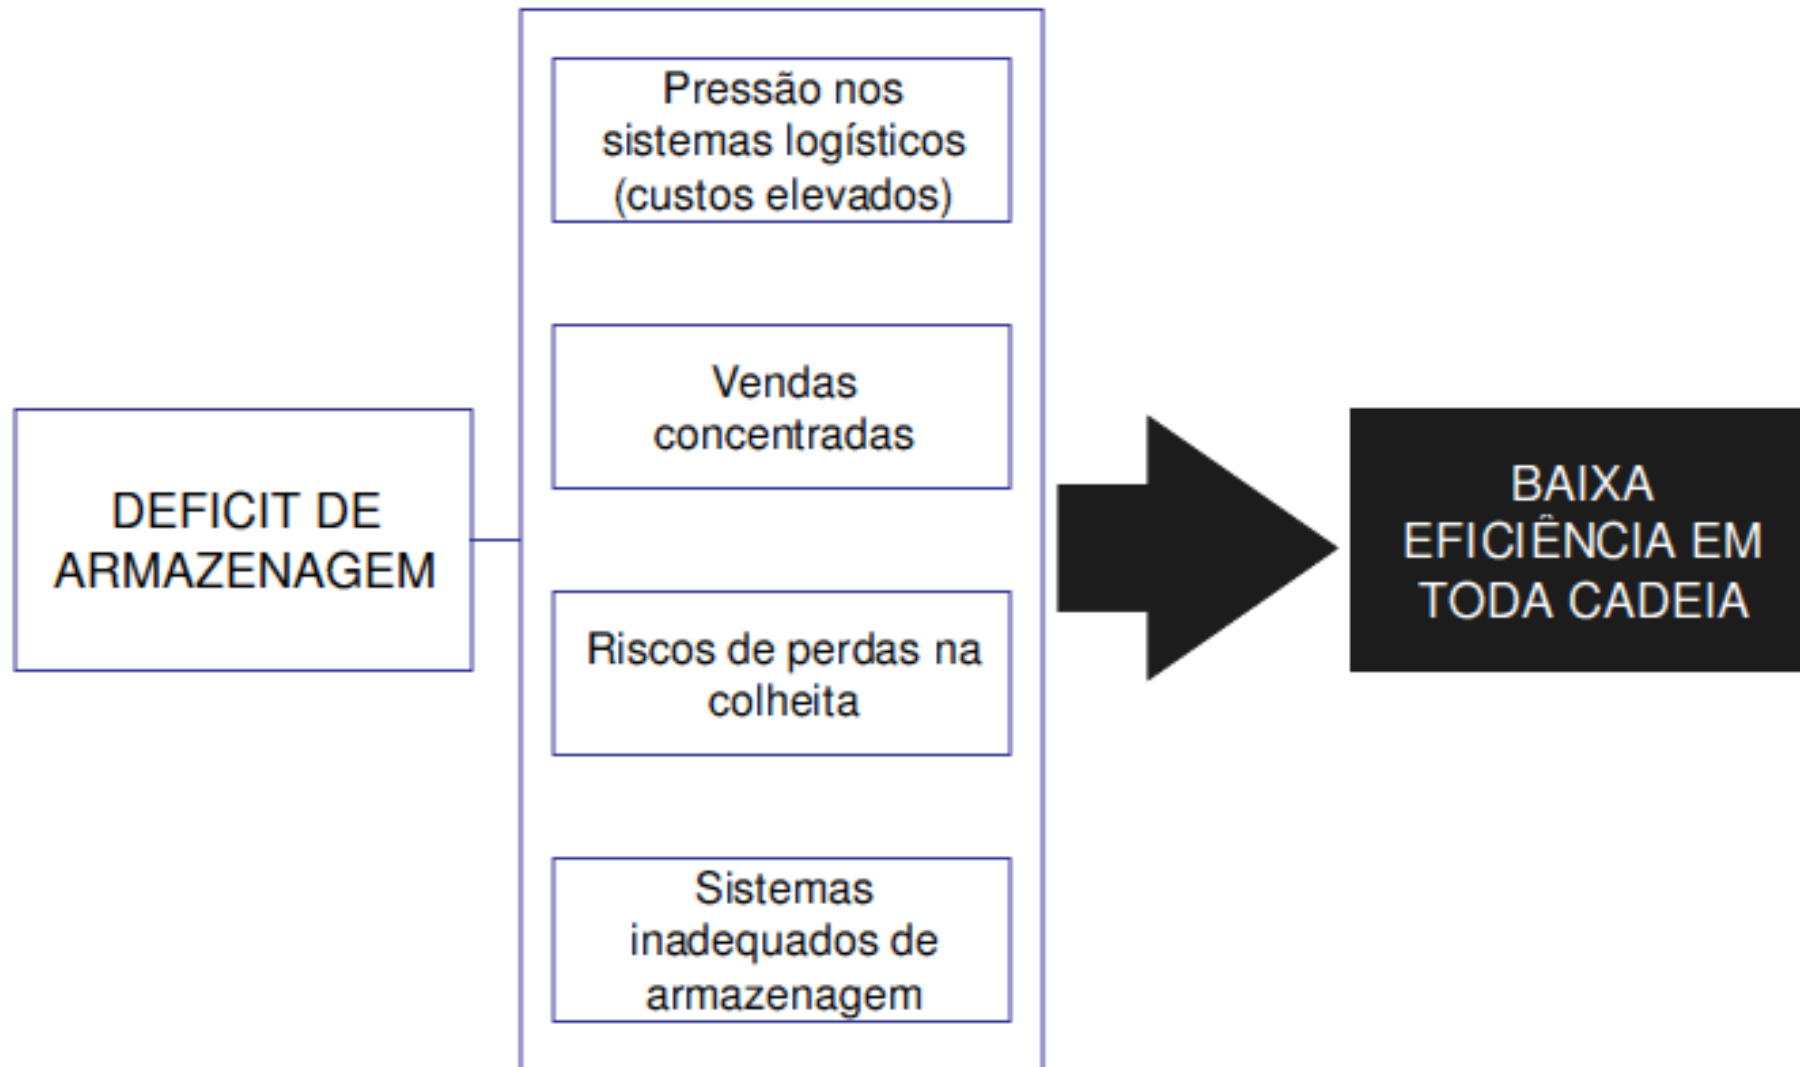 DEFICIT DE
ARMAZENAGEM
Pressão nos
sistemas logísticos
(custos elevados)
Vendas
concentradas
Riscos de perdas na
colheita
Sistemas
inadequados de
armazenagem
BAIXA
EFICIÊNCIA EM
TODA CADEIA